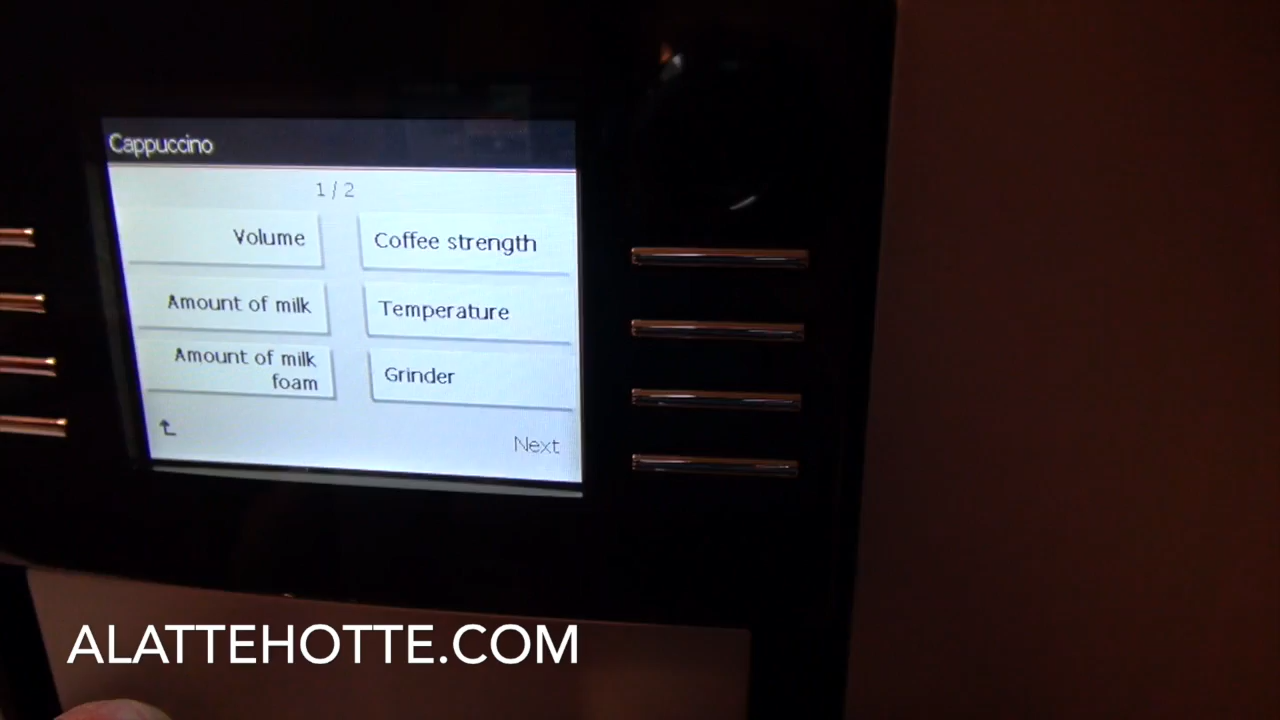 Cappuccino
1 / 2
Volume
Coffee strength
Amount of milk
Temperature
Amount of milk
foam
Grinder
Next
ALATTEHOTTE.COM